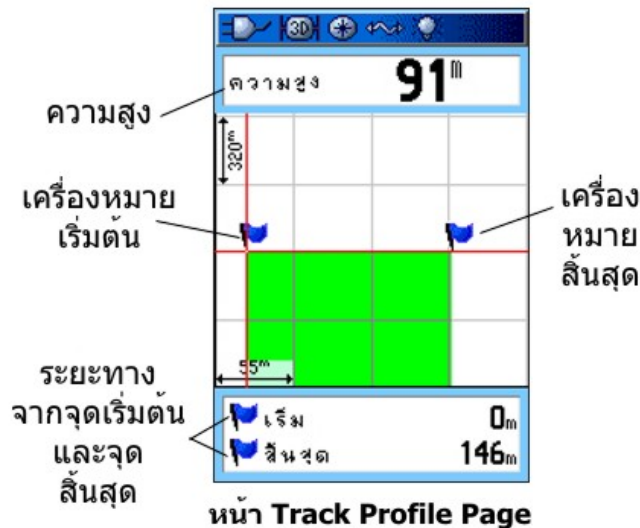 3D
ความสูง 91 m
ความสูง
320m
เครื่องหมาย
เริ่มต้น
เครื่อง
หมาย
สิ้นสุด
55m
ระยะทาง
จากจุดเริ่มต้น
และจุด
สิ้นสุด
เริ่ม 0m
สิ้นสุด 146m
หน้า Track Profile Page